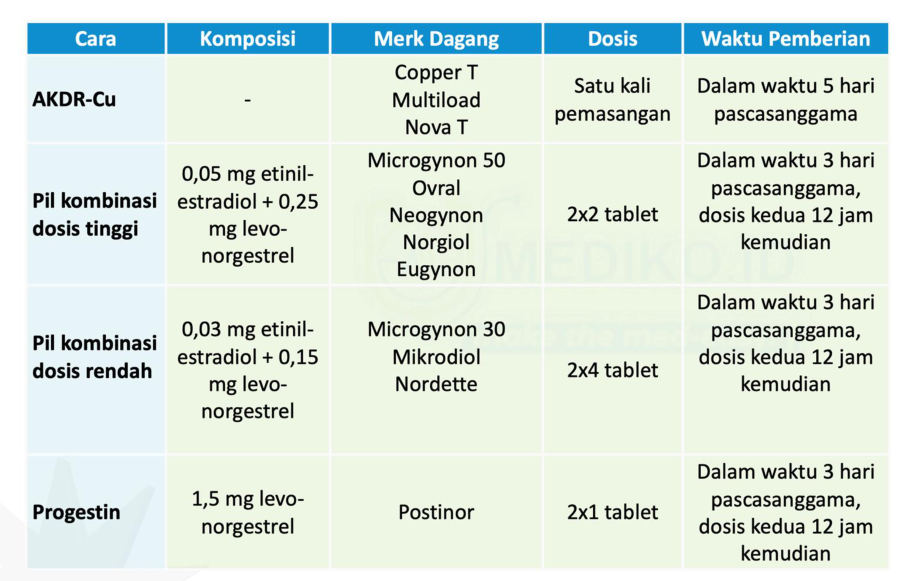 Cara Komposisi Merk Dagang Dosis Waktu Pemberian
AKDR-Cu
-
Copper T
Multiload
Nova T
Satu kali
pemasangan
Dalam waktu 5 hari
pascasanggama
Pil kombinasi
dosis tinggi
0,05 mg etinil-
estradiol + 0,25
mg levo-
norgestrel
Microgynon 50
Ovral
Neogynon
Norgiol
Eugynon
2x2 tablet
Dalam waktu 3 hari
pascasanggama,
dosis kedua 12 jam
kemudian
Pil kombinasi
dosis rendah
0,03 mg etinil-
estradiol + 0,15
mg levo-
norgestrel
Microgynon 30
Mikrodiol
Nordette
2x4 tablet
Dalam waktu 3 hari
pascasanggama,
dosis kedua 12 jam
kemudian
Progestin
1,5 mg levo-
norgestrel
Postinor
2x1 tablet
Dalam waktu 3 hari
pascasanggama,
dosis kedua 12 jam
kemudian
MEDIKO.ID